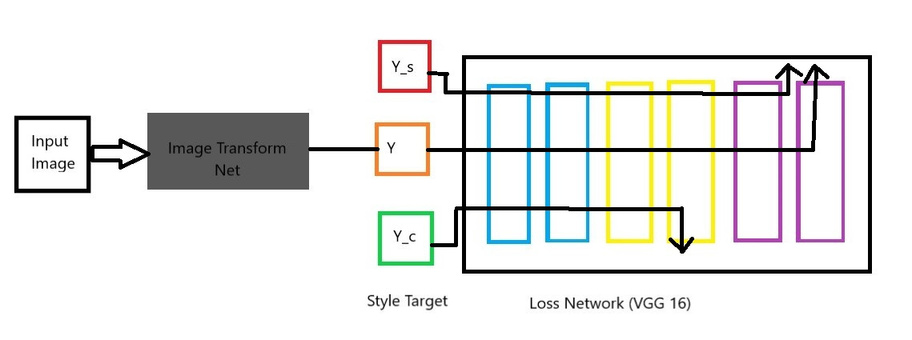 Y_s
Input
Image
Image Transform
Net
Y
Y_c
Style Target
Loss Network (VGG 16)